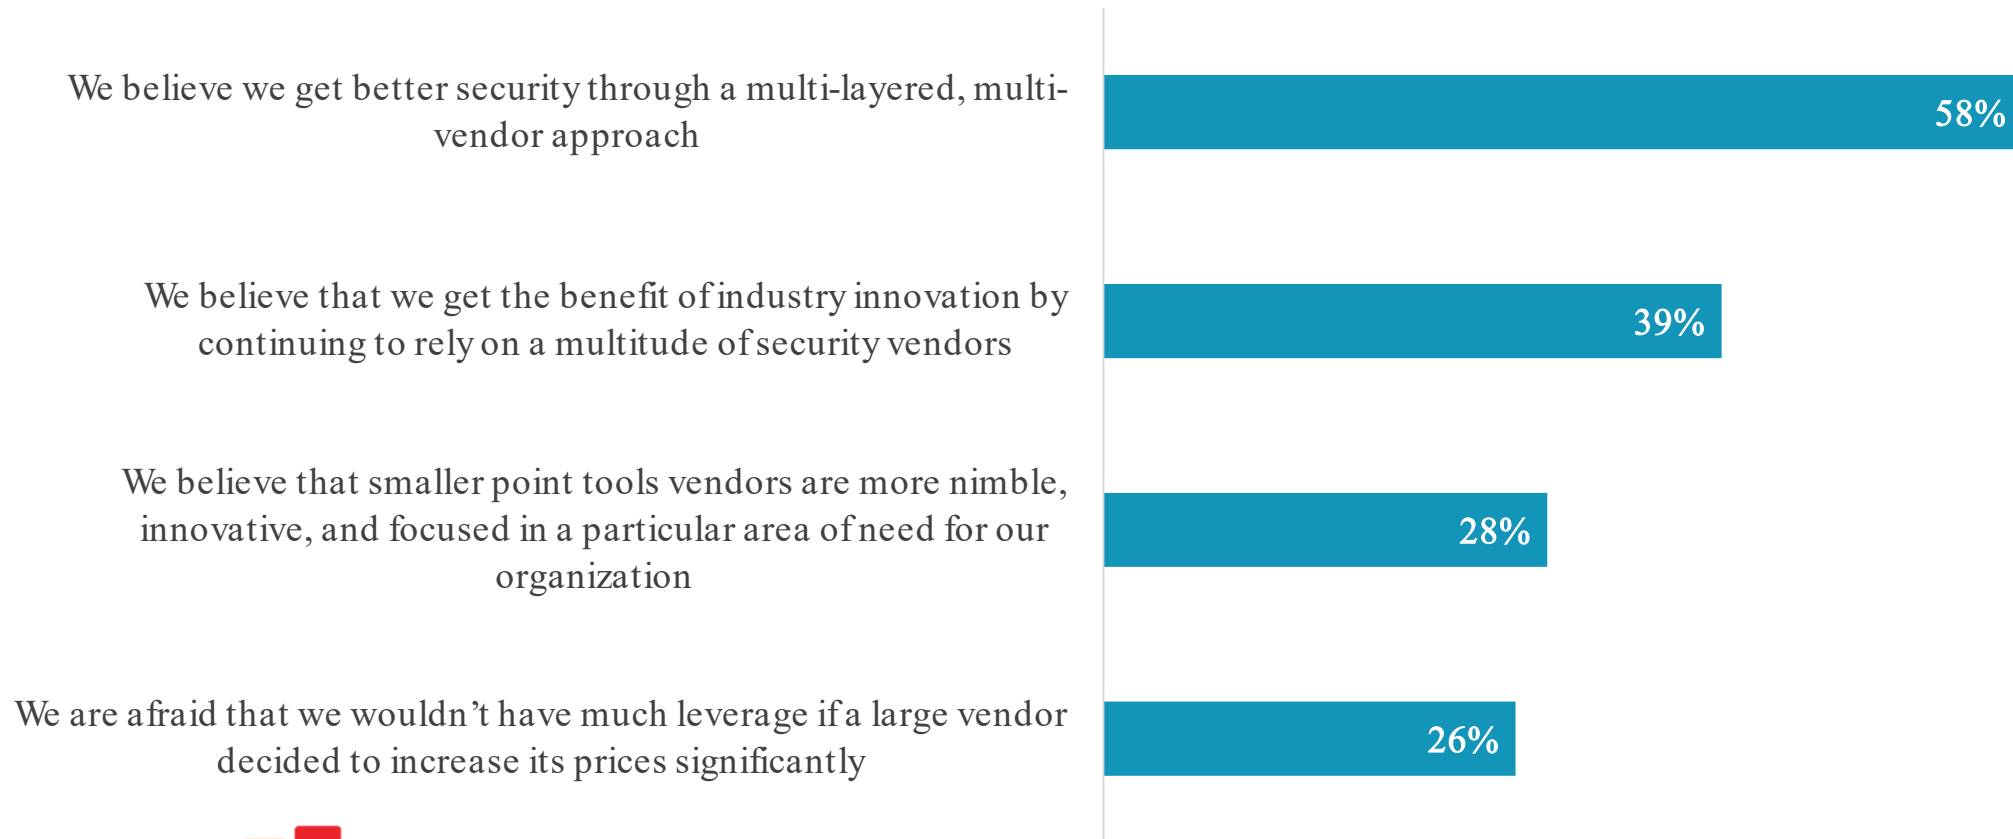 We believe we get better security through a multi-layered, multi-
vendor approach
58%
We believe that we get the benefit of industry innovation by
continuing to rely on a multitude of security vendors
39%
We believe that smaller point tools vendors are more nimble,
innovative, and focused in a particular area of need for our
organization
28%
We are afraid that we wouldn’t have much leverage if a large vendor
decided to increase its prices significantly
26%